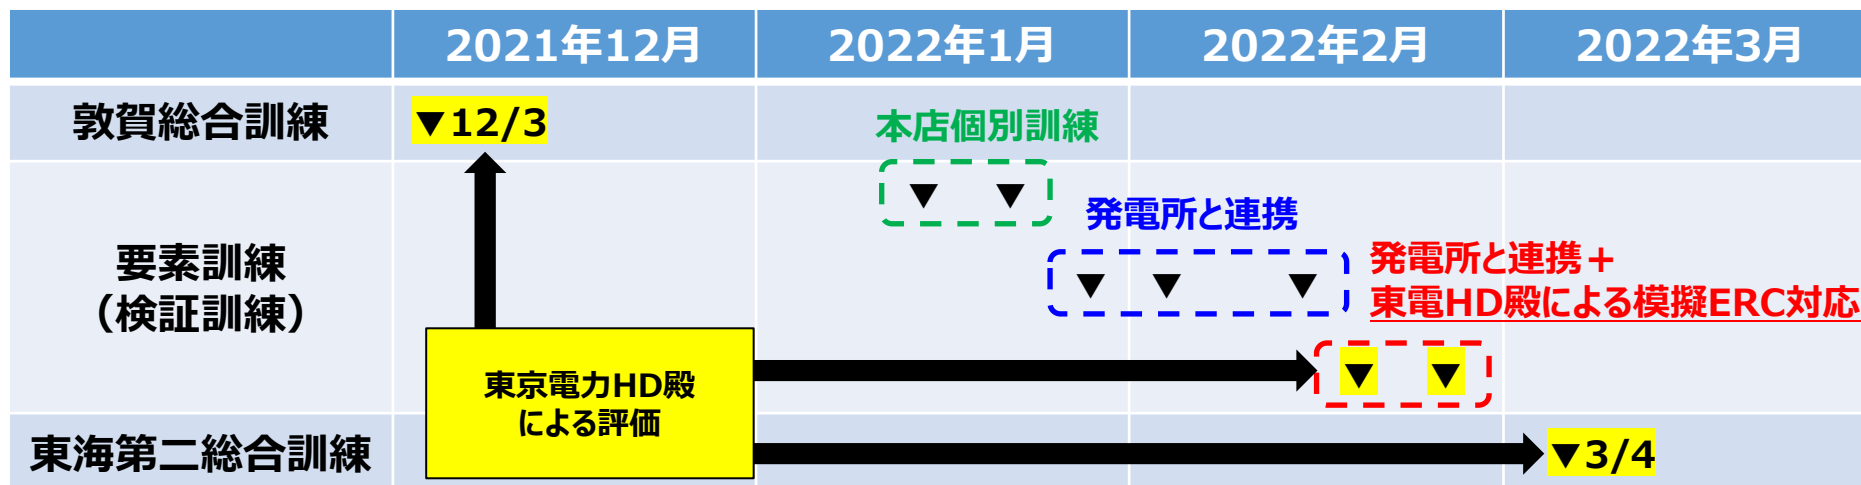 2021年12月
2022年1月
2022年2月
2022年3月
敦賀総合訓練
▼12/3
本店個別訓練
▼ ▼
発電所と連携
要素訓練
(検証訓練)
▼ ▼ ▼
発電所と連携+
東電HD殿による模擬ERC対応
▼ ▼
東京電力HD殿
による評価
東海第二総合訓練
▼3/4